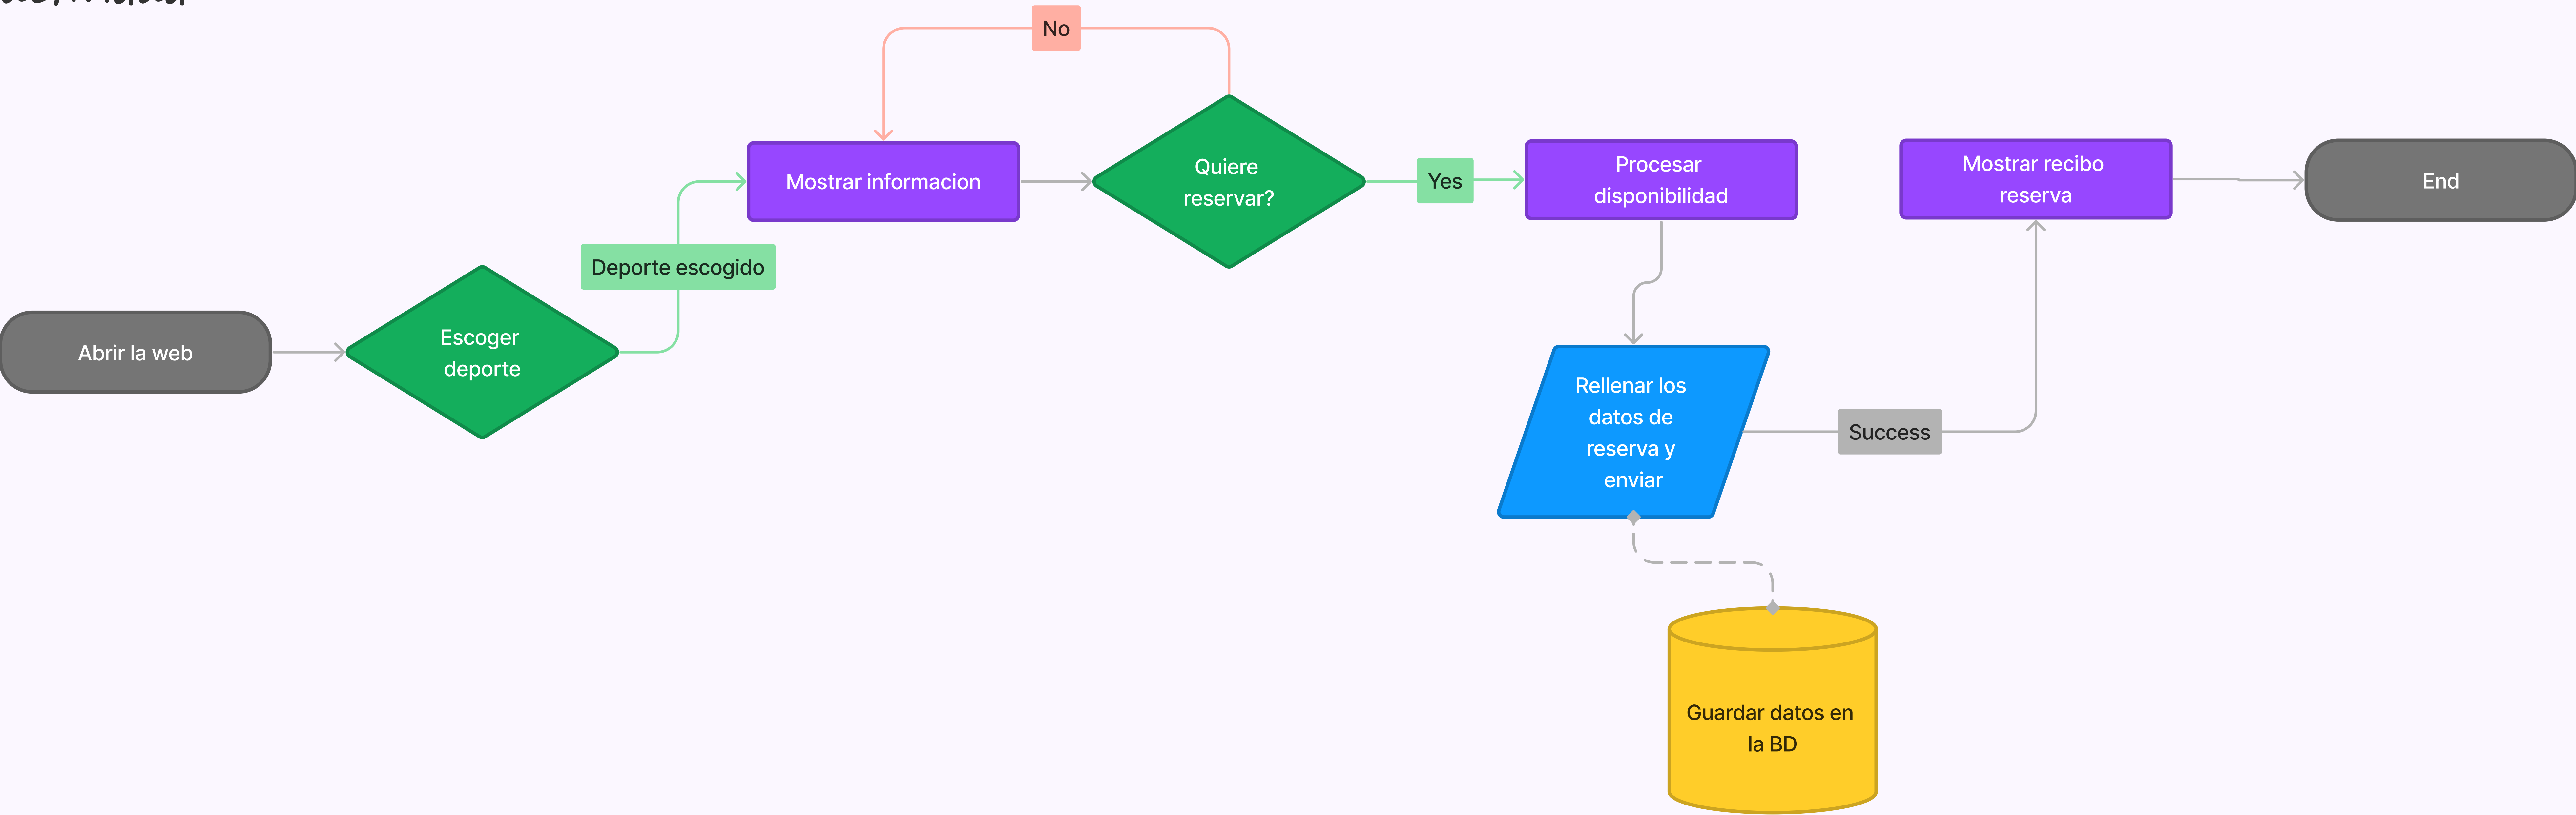 No
Mostrar informacion
Quiere
reservar?
Yes
Procesar
disponibilidad
Mostrar recibo
reserva
End
Deporte escogido
Abrir la web
Escoger
deporte
Rellenar los
datos de
reserva y
enviar
Success
Guardar datos en
la BD